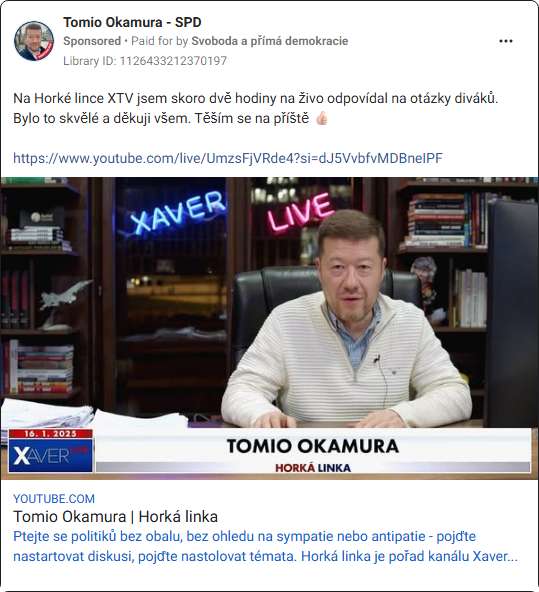 Tomio Okamura - SPD
Sponsored • Paid for by Svoboda a přímá demokracie
Library ID: 1126433212370197
Na Horké lince XTV jsem skoro dvě hodiny na živo odpovídal na otázky diváků.
Bylo to skvělé a děkuji všem. Těším se na příště 👍🏻
https://www.youtube.com/live/UmzsFjVRde4?si=dJ5VvbfvMDBneIPF
XAVER LIVE
16. 1. 2025
XAVER
TOMIO OKAMURA
HORKÁ LINKA
YOUTUBE.COM
Tomio Okamura | Horká linka
Ptejte se politiků bez obalu, bez ohledu na sympatie nebo antipatie - pojďte
nastartovat diskusi, pojďte nastolovat témata. Horká linka je pořad kanálu Xaver...